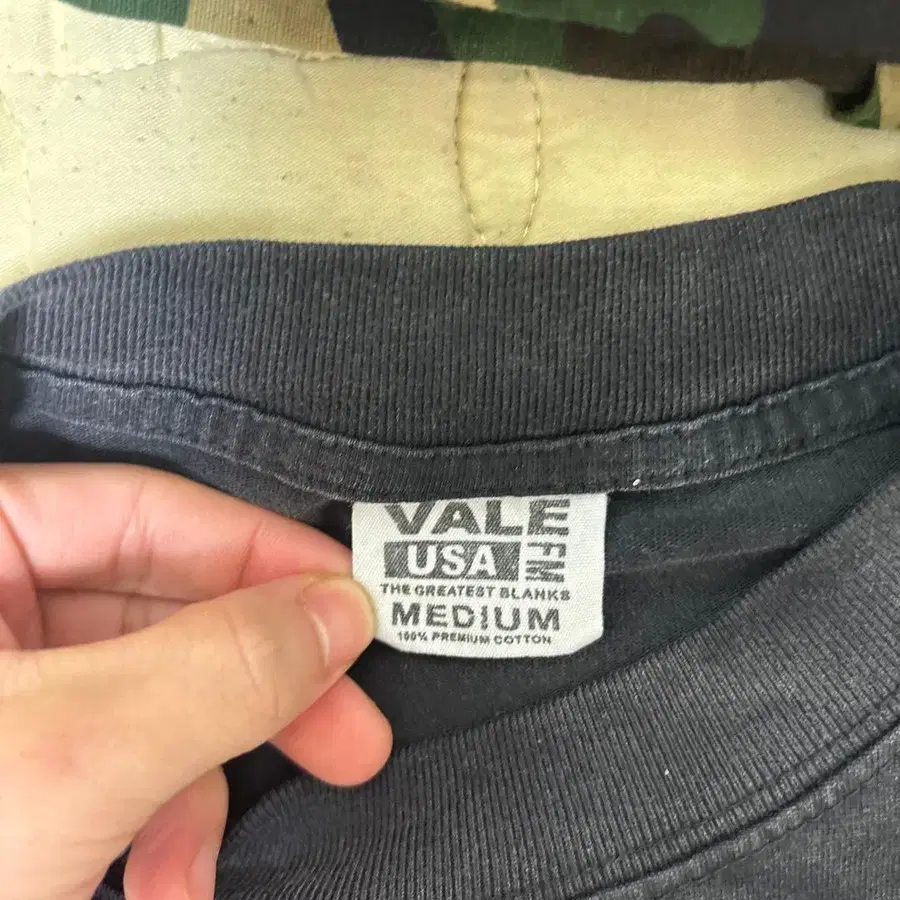 VALE
FM
USA
THE GREATEST BLANKS
MEDIUM
100% PREMIUM COTTON